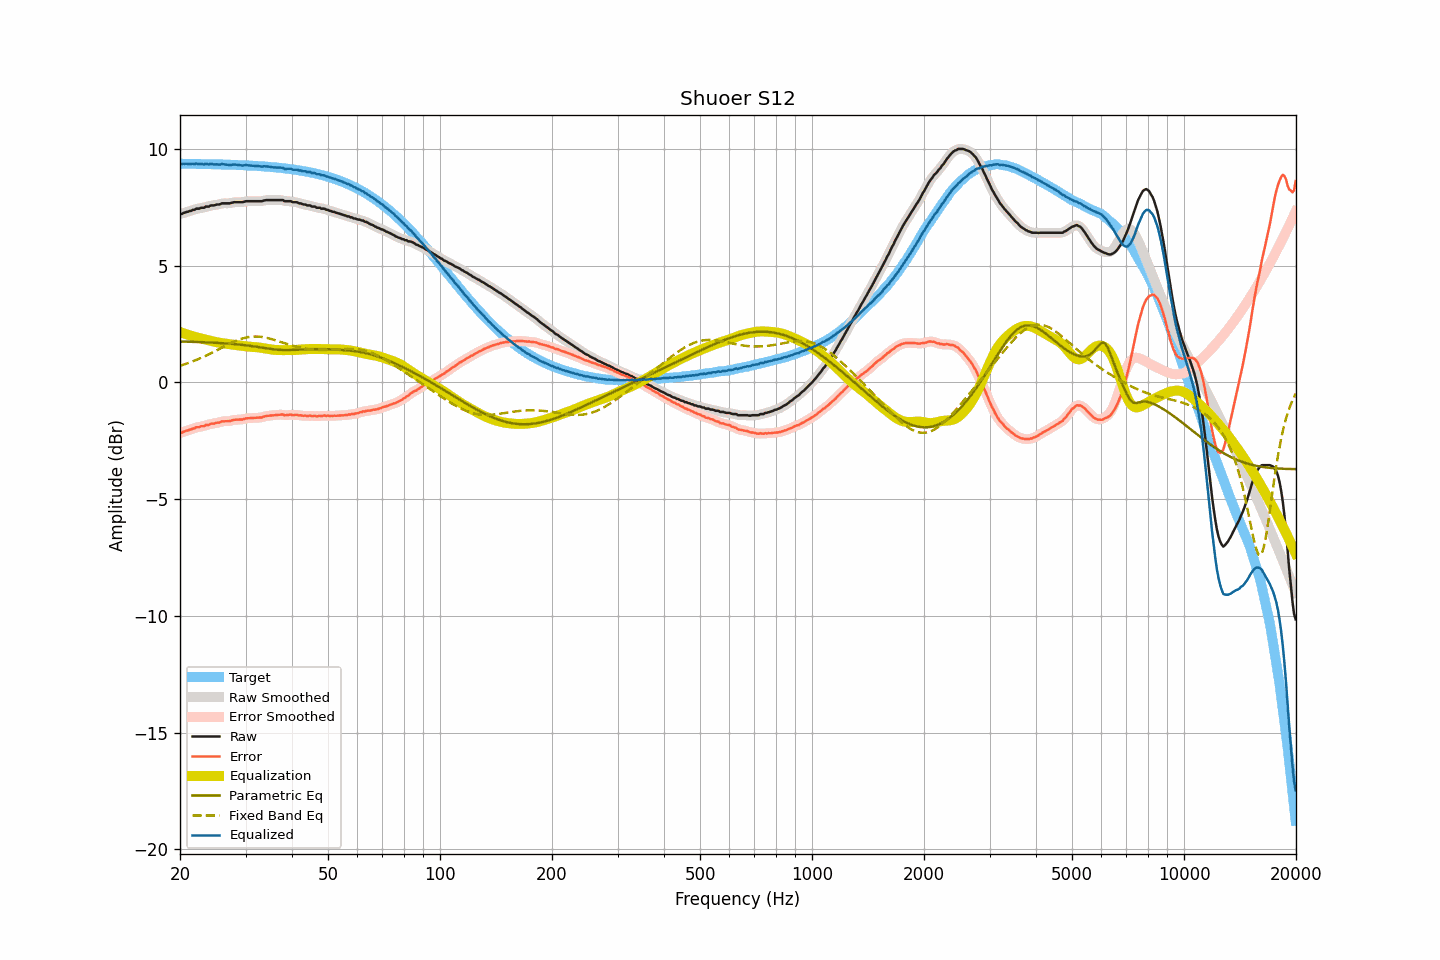 Shuoer S12
10
5
0
−5
−10
−15
−20
Amplitude (dBr)
Target
Raw Smoothed
Error Smoothed
Raw
Error
Equalization
Parametric Eq
Fixed Band Eq
Equalized
20 50 100 200 500 1000 2000 5000 10000 20000
Frequency (Hz)